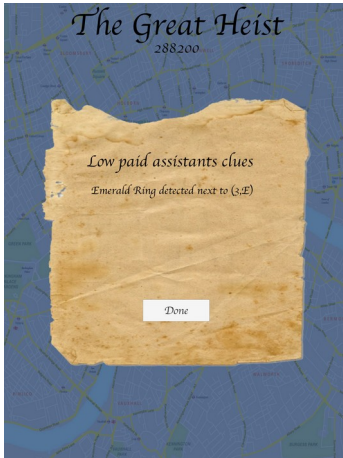 The Great Heist
288200
Low paid assistants clues
Emerald Ring detected next to (3,E)
Done